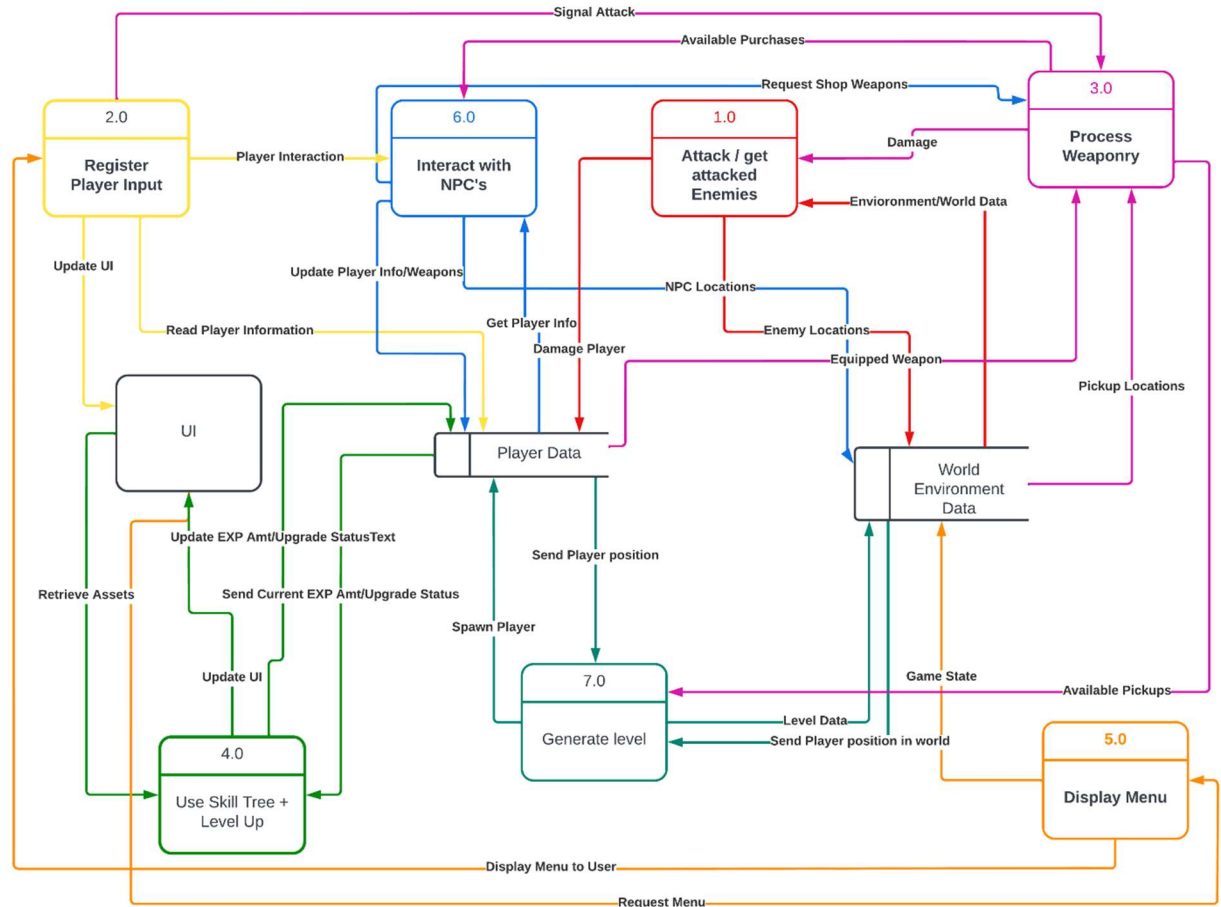 Signal Attack
Available Purchases
Request Shop Weapons
2.0
Register
Player Input
Player Interaction
6.0
Interact with
NPC's
1.0
Attack / get
attacked
Enemies
Damage
3.0
Process
Weaponry
Envioronment/World Data
Update UI
Update Player Info/Weapons
NPC Locations
Read Player Information
Get Player Info
Enemy Locations
Damage Player
Equipped Weapon
Pickup Locations
UI
Player Data
World
Environment
Data
Update EXP Amt/Upgrade StatusText
Send Player position
Retrieve Assets
Send Current EXP Amt/Upgrade Status
Spawn Player
Update UI
7.0
Generate level
Game State
Available Pickups
Level Data
Send Player position in world
4.0
Use Skill Tree +
Level Up
5.0
Display Menu
Display Menu to User
Request Menu